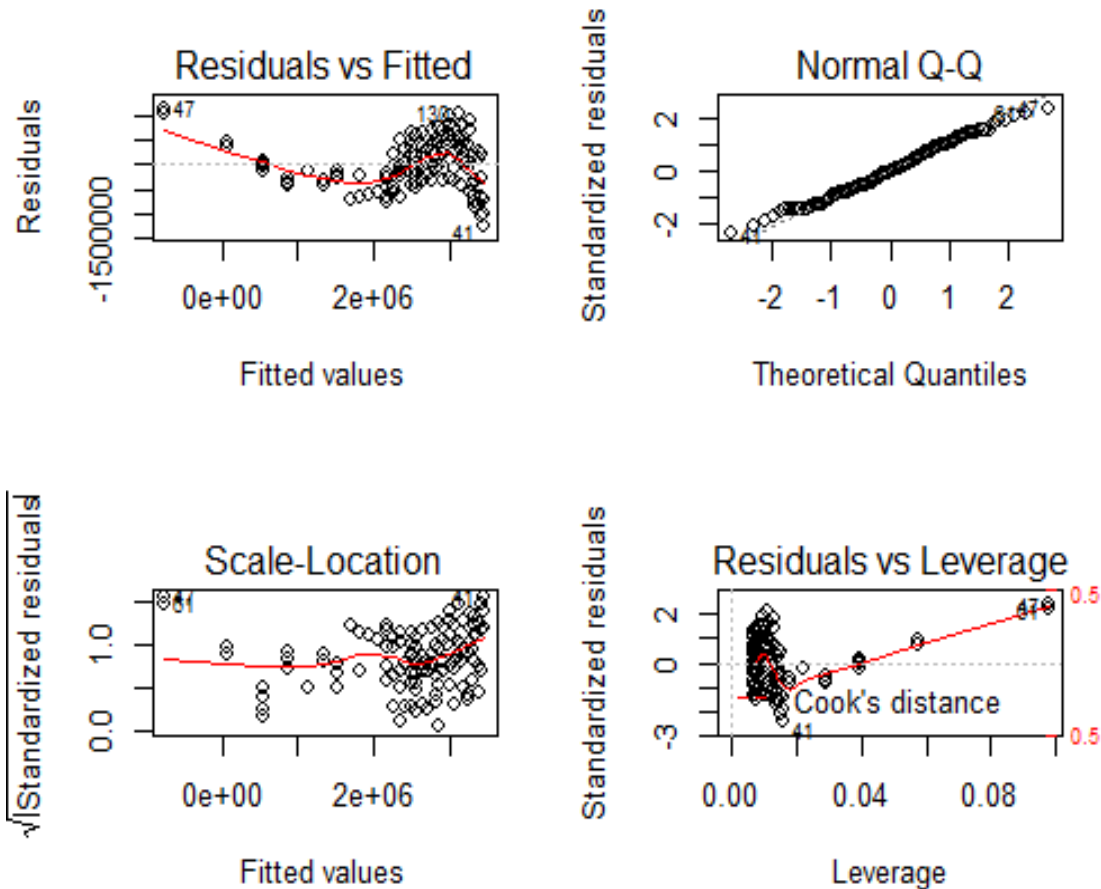 Residuals vs Fitted
Residuals
47
130
41
-1500000
0e+00 2e+06
Fitted values
Normal Q-Q
Standardized residuals
47
41
-2 0 2
-2 -1 0 1 2
Theoretical Quantiles
Scale-Location
√|Standardized residuals|
41
0.0 1.0
0e+00 2e+06
Fitted values
Residuals vs Leverage
Standardized residuals
47
41
Cook's distance
0.5
0.5
-3 0 2
0.00 0.04 0.08
Leverage